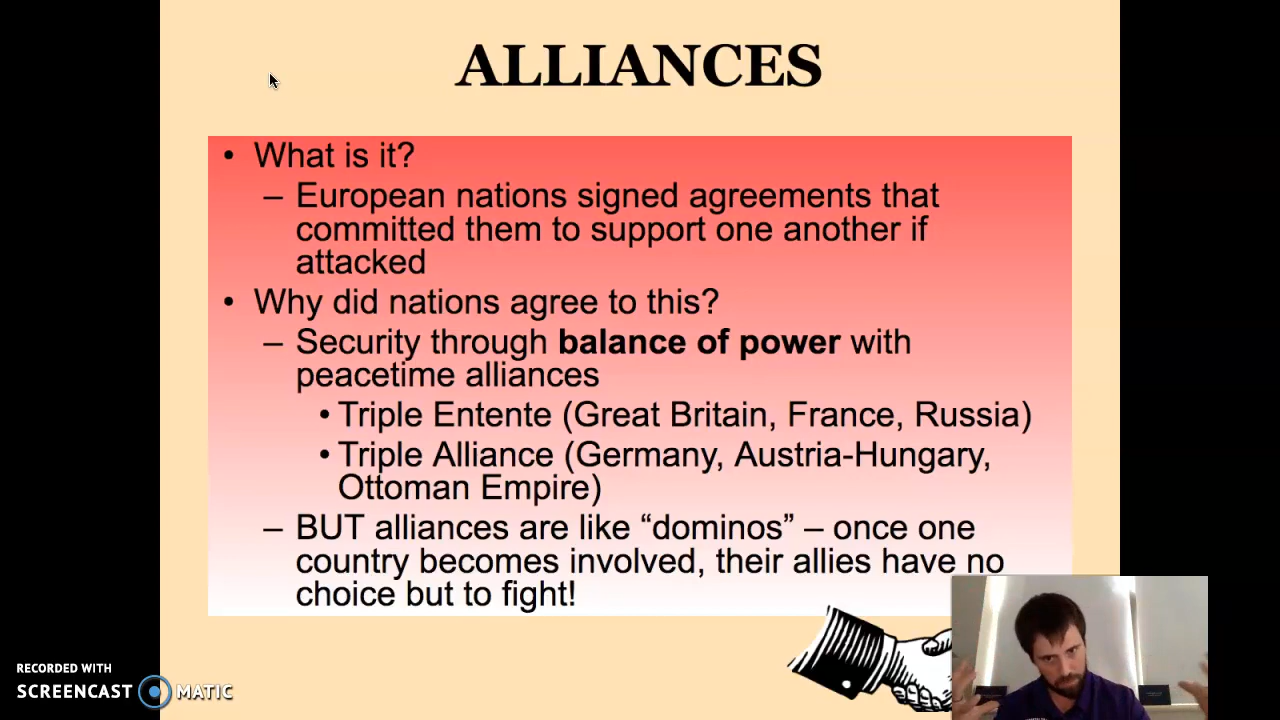 ALLIANCES
• What is it?
– European nations signed agreements that
committed them to support one another if
attacked
• Why did nations agree to this?
– Security through balance of power with
peacetime alliances
• Triple Entente (Great Britain, France, Russia)
• Triple Alliance (Germany, Austria-Hungary,
Ottoman Empire)
– BUT alliances are like “dominos” – once one
country becomes involved, their allies have no
choice but to fight!
RECORDED WITH
SCREENCAST MATIC